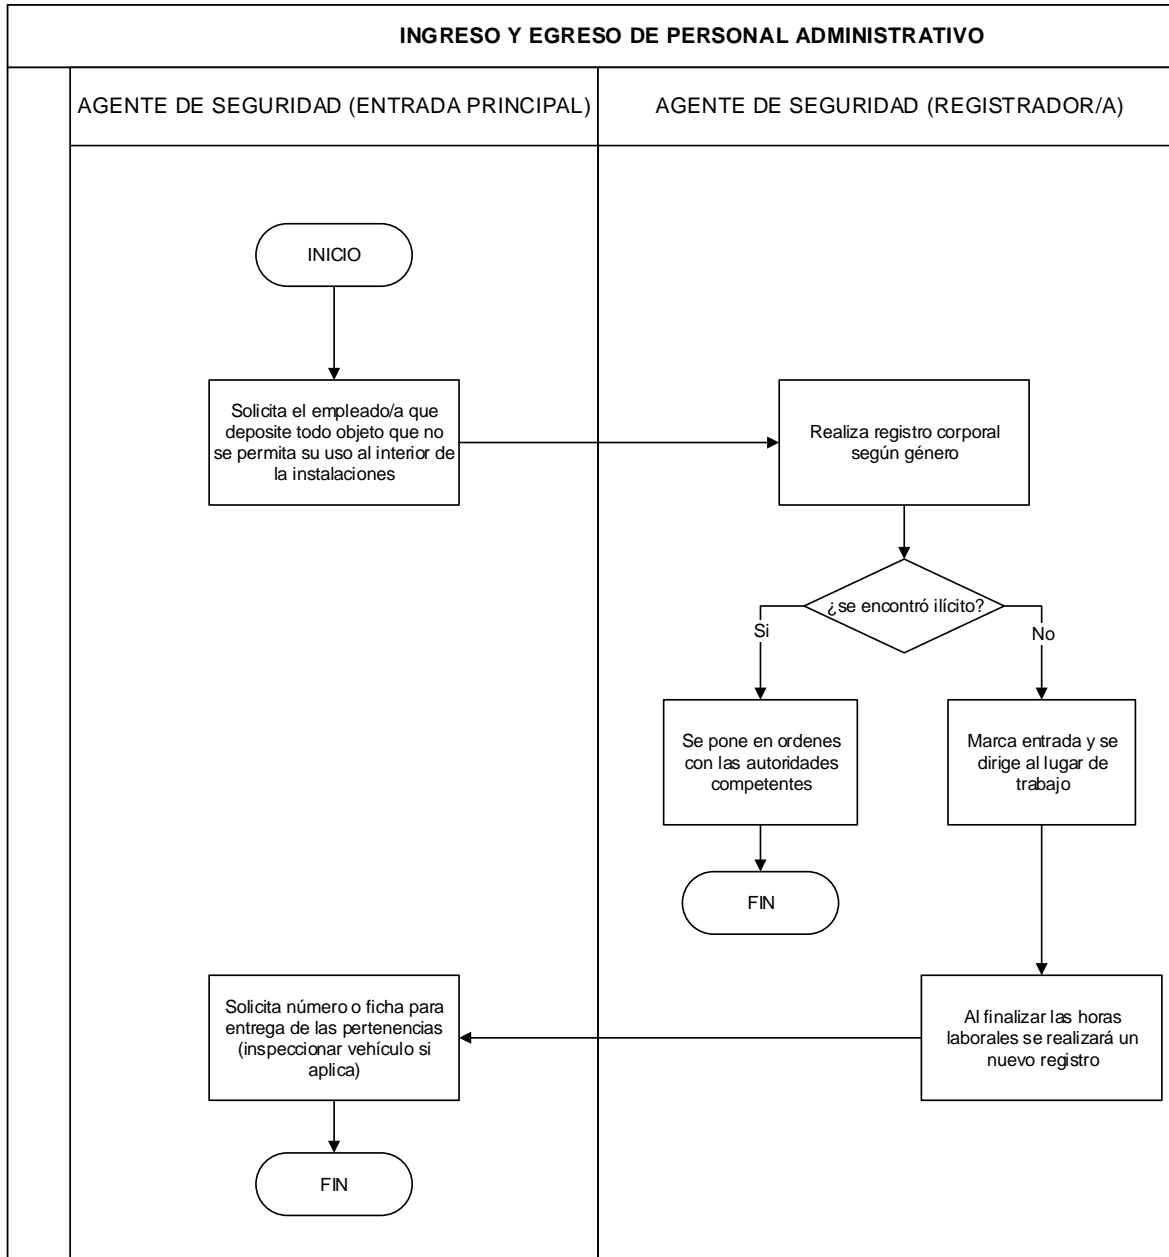 INGRESO Y EGRESO DE PERSONAL ADMINISTRATIVO
AGENTE DE SEGURIDAD (ENTRADA PRINCIPAL)
AGENTE DE SEGURIDAD (REGISTRADOR/A)
INICIO
Solicita el empleado/a que
deposite todo objeto que no
se permita su uso al interior de
la instalaciones
Realiza registro corporal
según género
¿se encontró ilícito?
Si
No
Se pone en ordenes
con las autoridades
competentes
Marca entrada y se
dirige al lugar de
trabajo
FIN
Al finalizar las horas
laborales se realizará un
nuevo registro
Solicita número o ficha para
entrega de las pertenencias
(inspeccionar vehículo si
aplica)
FIN